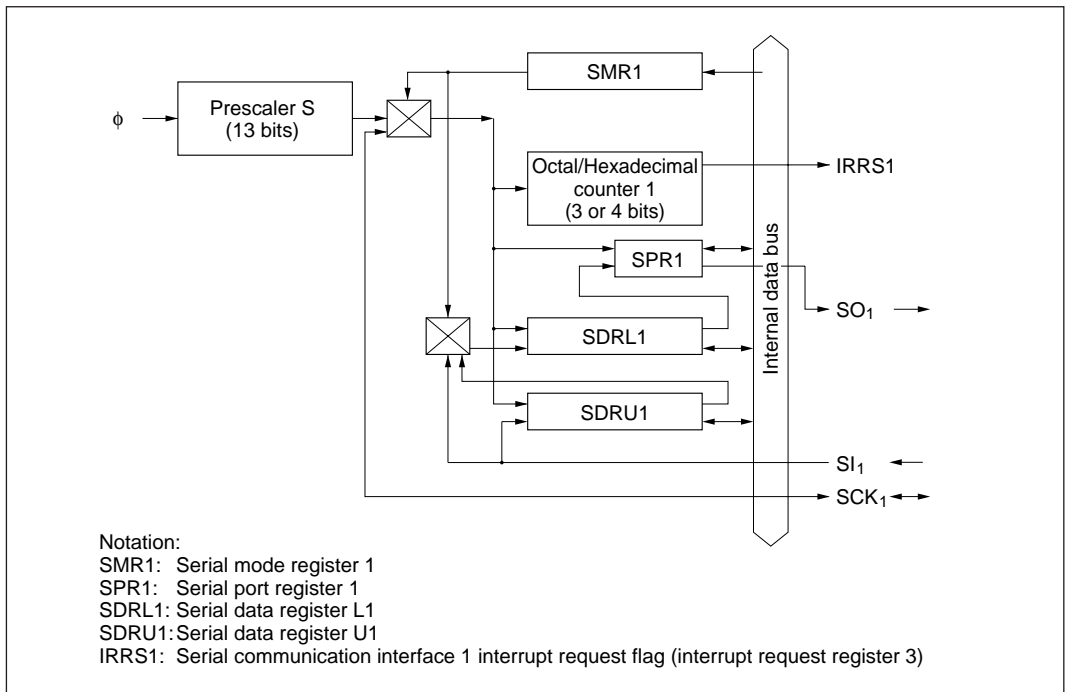 SMR1
Prescaler S
(13 bits)
ϕ
Octal/Hexadecimal
counter 1
(3 or 4 bits)
IRRS1
SPR1
Internal data bus
SO1
SDRL1
SDRU1
SI1
SCK1
Notation:
SMR1: Serial mode register 1
SPR1: Serial port register 1
SDRL1: Serial data register L1
SDRU1: Serial data register U1
IRRS1: Serial communication interface 1 interrupt request flag (interrupt request register 3)